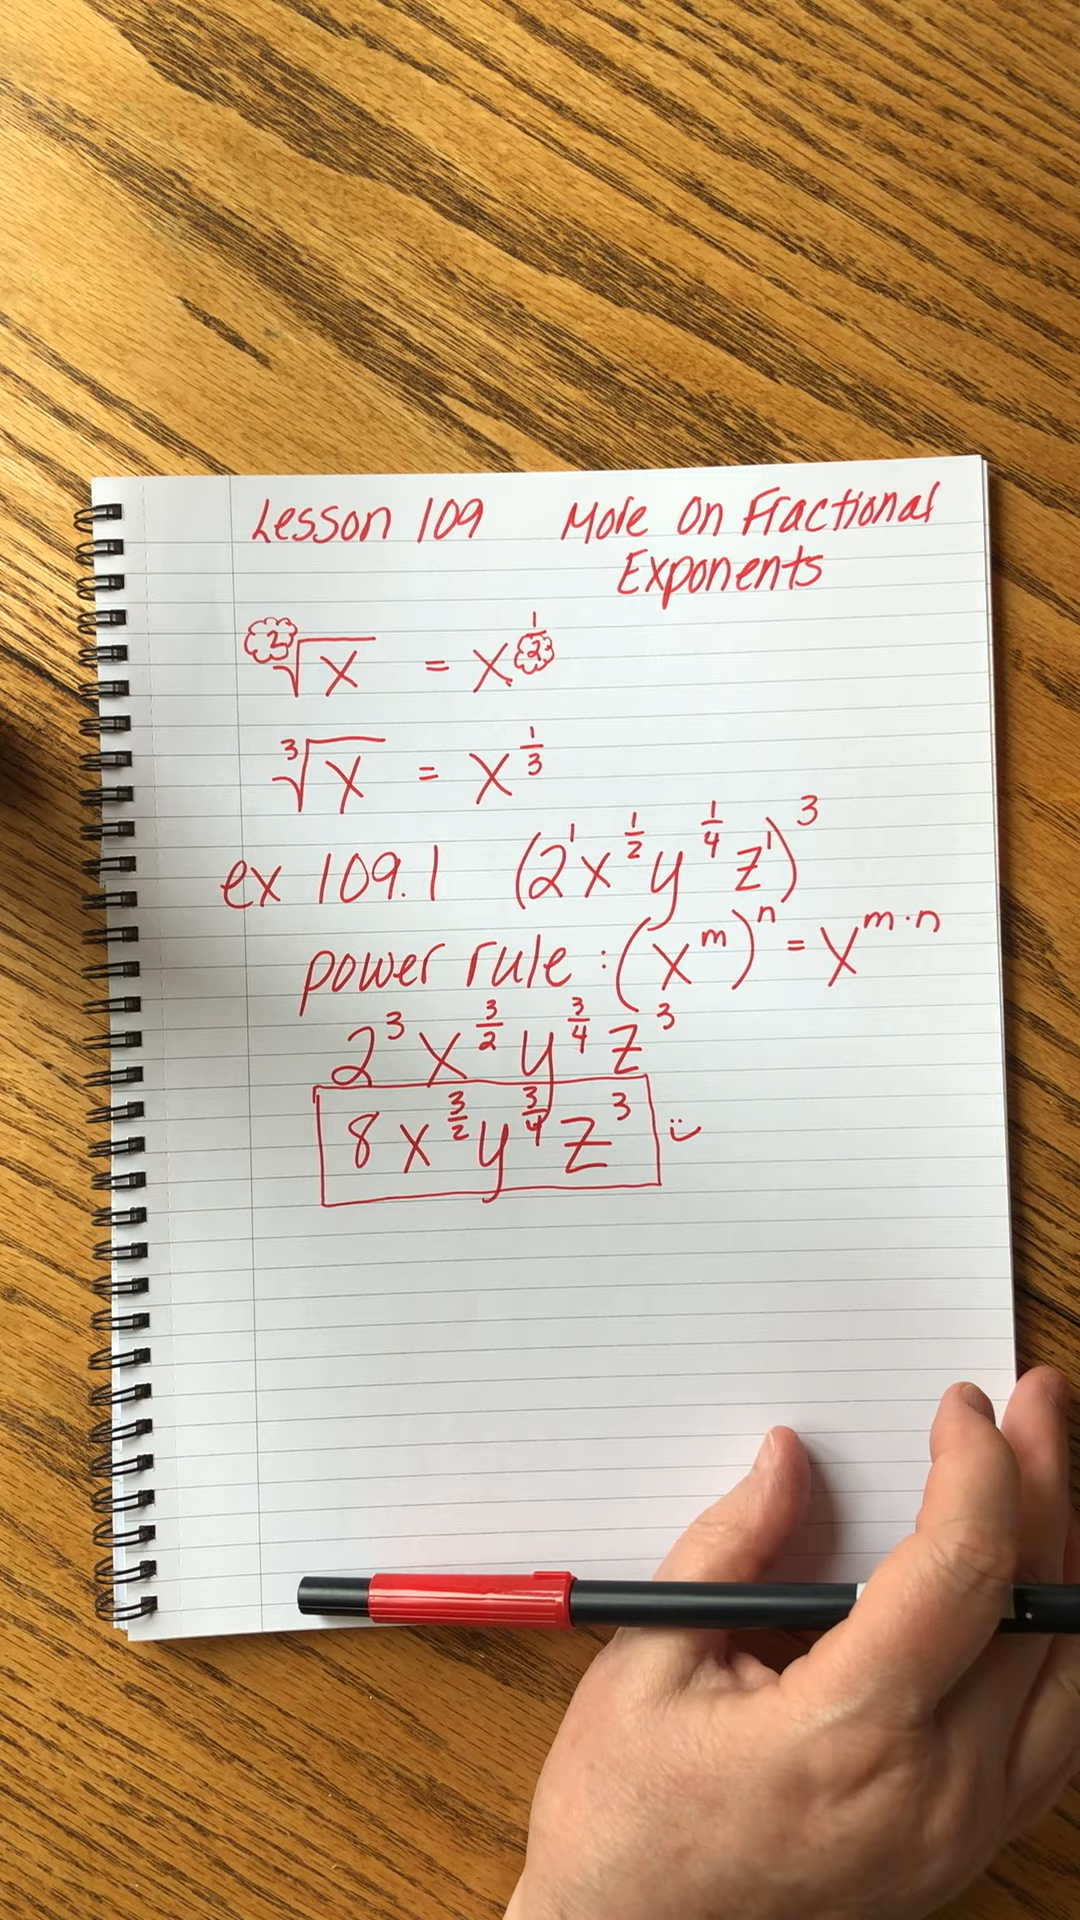 Lesson 109 More On Fractional
Exponents
²√x = x^(1/2)
³√x = x^(1/3)
ex 109.1 (2¹x^(1/2)y^(1/4)z¹)³
power rule: (x^m)^n = x^(m·n)
2³x^(3/2)y^(3/4)z³
8x^(3/2)y^(3/4)z³ :)